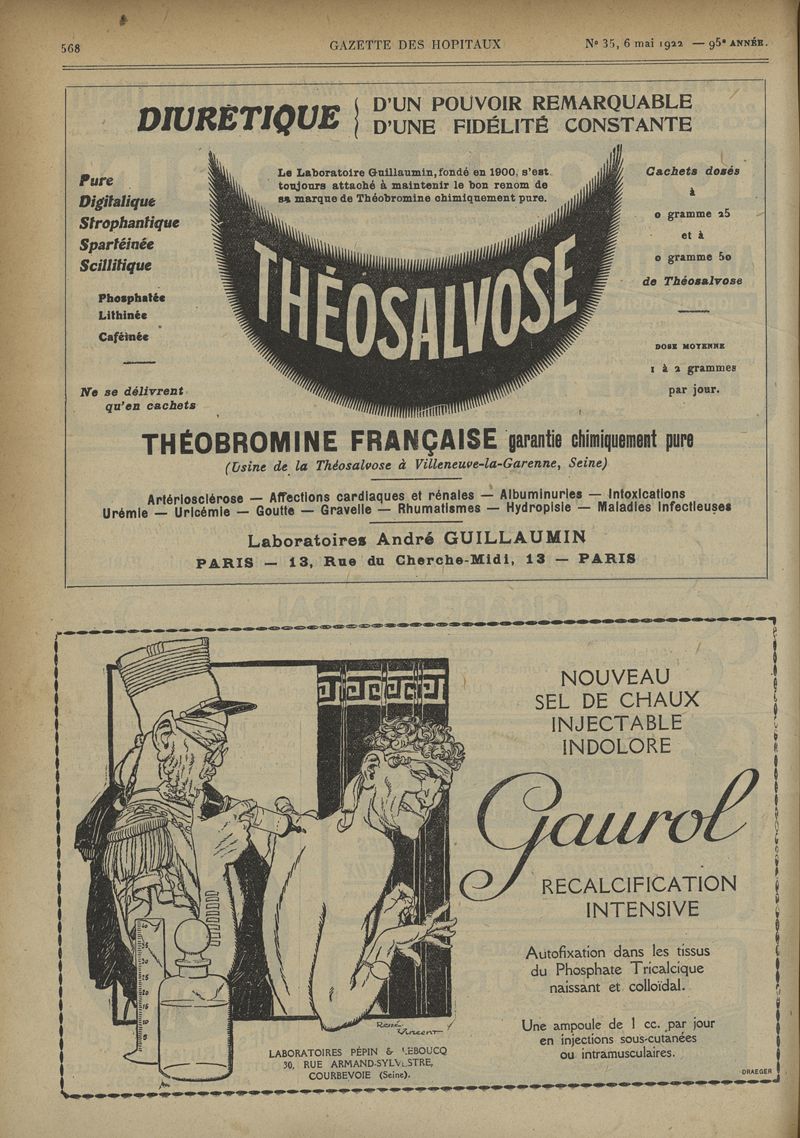 568
GAZETTE DES HOPITAUX
N° 35, 6 mai 1922 — 95e ANNÉE.
DIURÉTIQUE
D'UN POUVOIR REMARQUABLE
D'UNE FIDÉLITÉ CONSTANTE
Pure
Digitalique
Strophantique
Spartéinée
Scillitique
Phosphatée
Lithinée
Caféinée
Ne se délivrent
qu'en cachets
Le Laboratoire Guillaumin, fondé en 1900, s'est
toujours attaché à maintenir le bon renom de
sa marque de Théobromine chimiquement pure.
THÉOSALVOSE
Cachets dosés
à
0 gramme 25
et à
0 gramme 50
de Théosalvose
DOSE MOYENNE
1 à 2 grammes
par jour.
THÉOBROMINE FRANÇAISE garantie chimiquement pure
(Usine de la Théosalvose à Villeneuve-la-Garenne, Seine)
Artériosclérose — Affections cardiaques et rénales — Albuminuries — Intoxications
Urémie — Uricémie — Goutte — Gravelle — Rhumatismes — Hydropisie — Maladies infectieuses
Laboratoires André GUILLAUMIN
PARIS — 13, Rue du Cherche-Midi, 13 — PARIS
NOUVEAU
SEL DE CHAUX
INJECTABLE
INDOLORE
Gaurol
RECALCIFICATION
INTENSIVE
Autofixation dans les tissus
du Phosphate Tricalcique
naissant et colloïdal.
Une ampoule de 1 cc. par jour
en injections sous-cutanées
ou intramusculaires.
René
Vincent
LABORATOIRES PÉPIN & LEBOUCQ
30, RUE ARMAND-SYLVESTRE,
COURBEVOIE (Seine).
DRAEGER